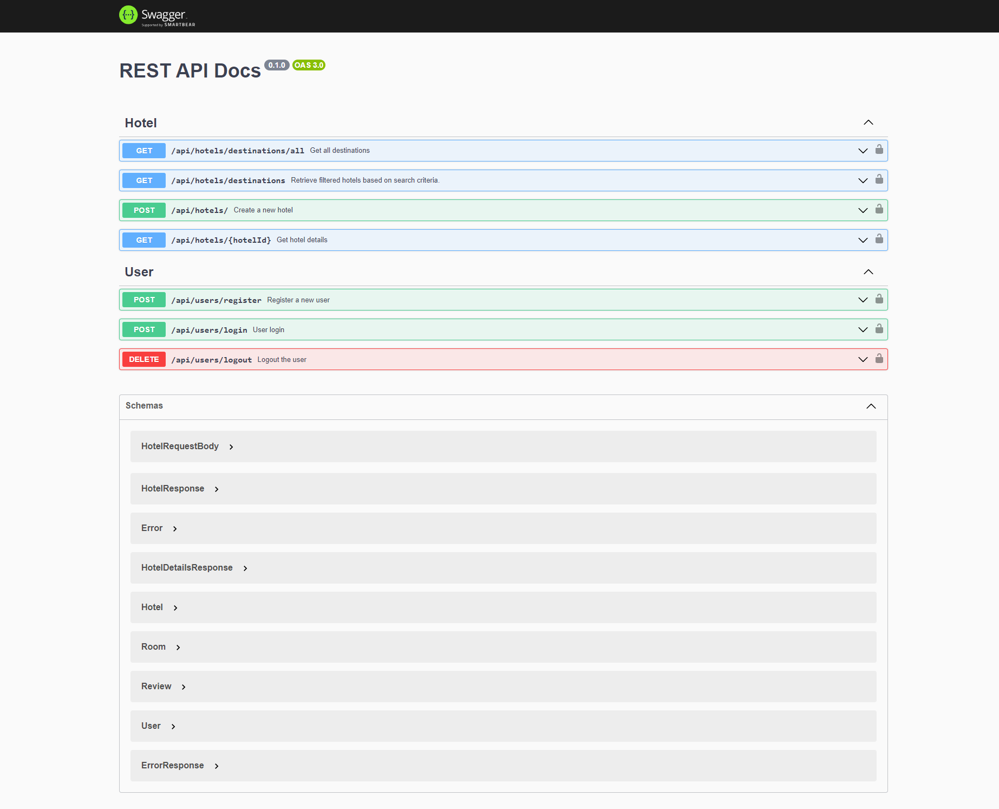 Swagger
Supported by SMARTBEAR
REST API Docs 0.1.0 OAS 3.0
Hotel
GET /api/hotels/destinations/all Get all destinations
GET /api/hotels/destinations Retrieve filtered hotels based on search criteria.
POST /api/hotels/ Create a new hotel
GET /api/hotels/{hotelId} Get hotel details
User
POST /api/users/register Register a new user
POST /api/users/login User login
DELETE /api/users/logout Logout the user
Schemas
HotelRequestBody
HotelResponse
Error
HotelDetailsResponse
Hotel
Room
Review
User
ErrorResponse